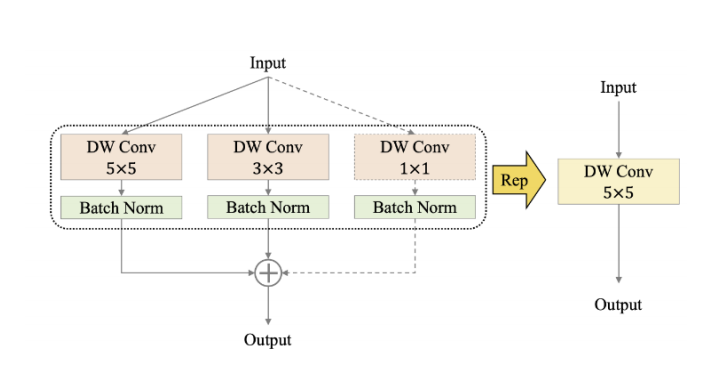 Input
DW Conv
5×5
DW Conv
3×3
DW Conv
1×1
Batch Norm
Batch Norm
Batch Norm
Output
Rep
Input
DW Conv
5×5
Output